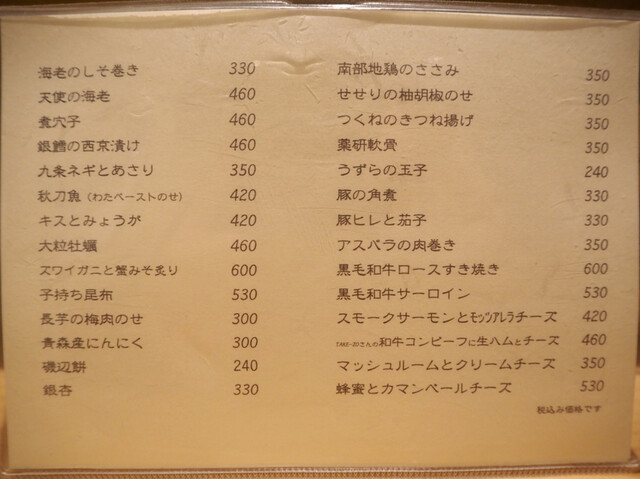 海老のしそ巻き 330
天使の海老 460
煮穴子 460
銀鱈の西京漬け 460
九条ネギとあさり 350
秋刀魚（わたペーストのせ） 420
キスとみょうが 420
大粒牡蠣 460
ズワイガニと蟹みそ炙り 600
子持ち昆布 530
長芋の梅肉のせ 300
青森産にんにく 300
磯辺餅 240
銀杏 330
南部地鶏のささみ 350
せせりの柚胡椒のせ 350
つくねのきつね揚げ 350
薬研軟骨 350
うずらの玉子 240
豚の角煮 330
豚ヒレと茄子 330
アスパラの肉巻き 350
黒毛和牛ロースすき焼き 600
黒毛和牛サーロイン 530
スモークサーモンとモッツアレラチーズ 420
さんの和牛コンビーフに生ハムとチーズ 460
マッシュルームとクリームチーズ 350
蜂蜜とカマンベールチーズ 530
税込み価格です